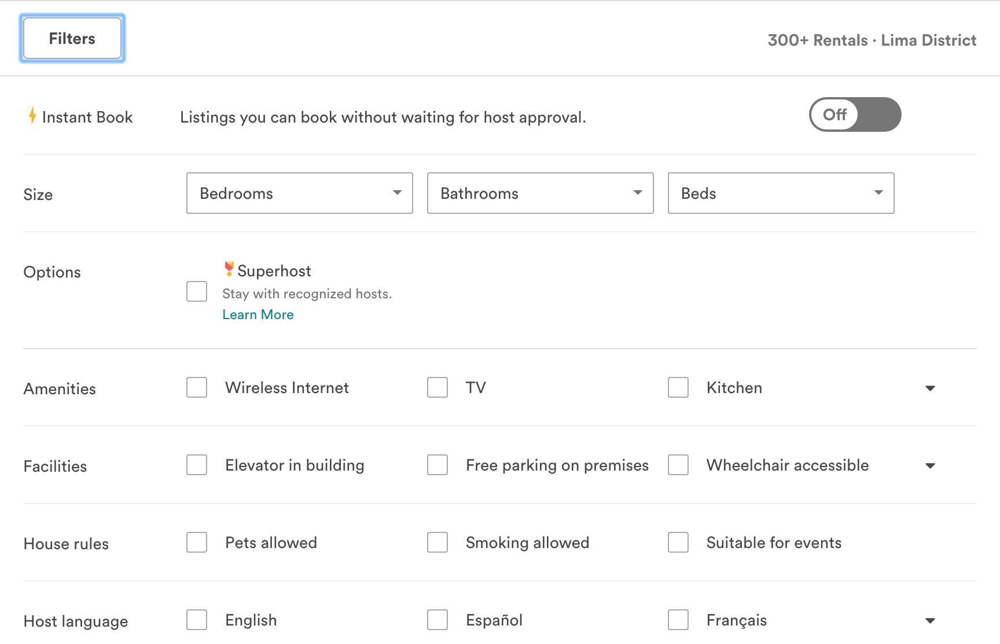 Filters
300+ Rentals · Lima District
Instant Book
Listings you can book without waiting for host approval.
Off
Size
Bedrooms
Bathrooms
Beds
Options
Superhost
Stay with recognized hosts.
Learn More
Amenities
Wireless Internet
TV
Kitchen
Facilities
Elevator in building
Free parking on premises
Wheelchair accessible
House rules
Pets allowed
Smoking allowed
Suitable for events
Host language
English
Español
Français